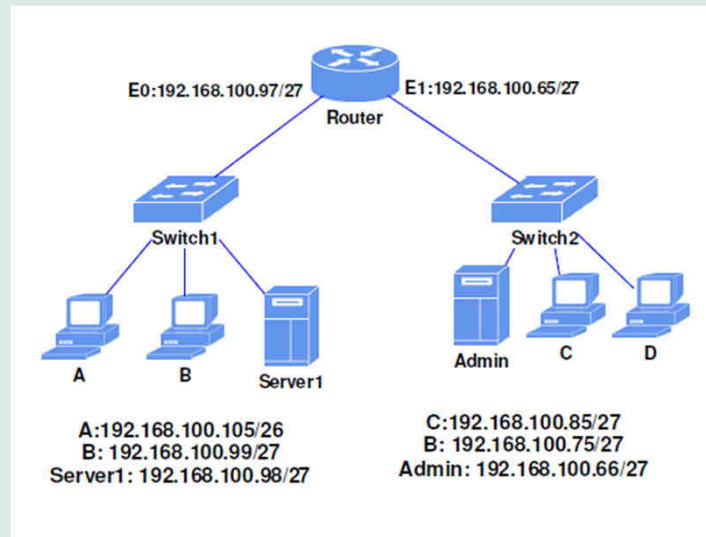 E0:192.168.100.97/27
E1:192.168.100.65/27
Router
Switch1
Switch2
A
B
Server1
Admin
C
D
A:192.168.100.105/26
B: 192.168.100.99/27
Server1: 192.168.100.98/27
C:192.168.100.85/27
B: 192.168.100.75/27
Admin: 192.168.100.66/27